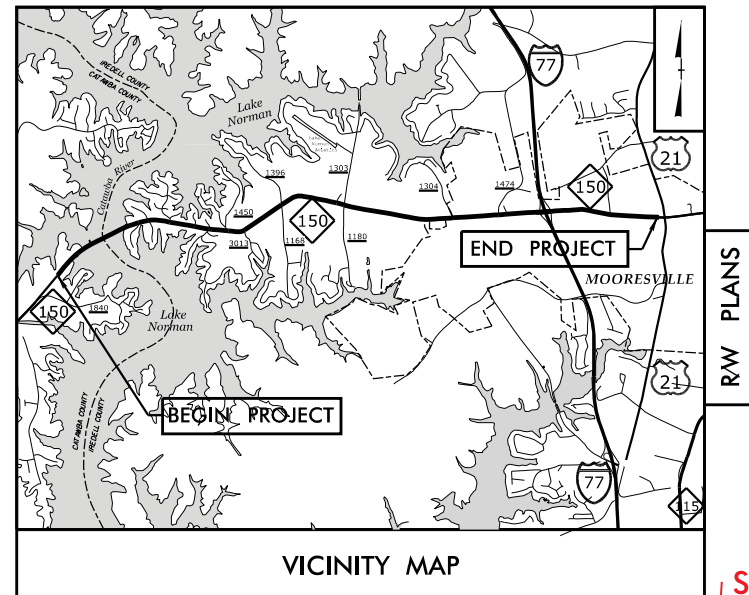 IREDELL COUNTY
CATAWBA COUNTY
Lake
Norman
77
21
1396
1303
1304
1474
150
Catawba River
1450
150
3013
1168
1180
END PROJECT
MOORESVILLE
150
1840
Lake
Norman
BEGIN PROJECT
CATAWBA COUNTY
IREDELL COUNTY
21
77
115
VICINITY MAP
R/W PLANS
S